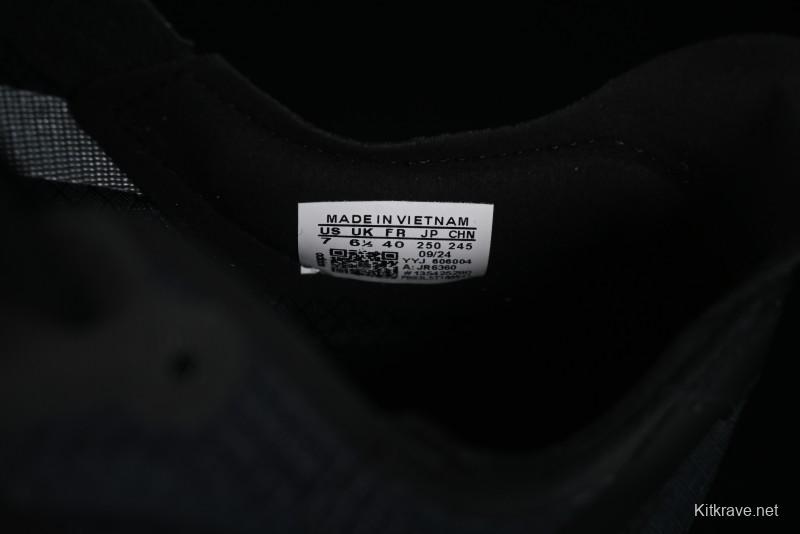 MADE IN VIETNAM
US UK FR JP CHN
7 6½ 40 250 245
09/24
YYJ 606004
A: JR6360
Kitkrave.net